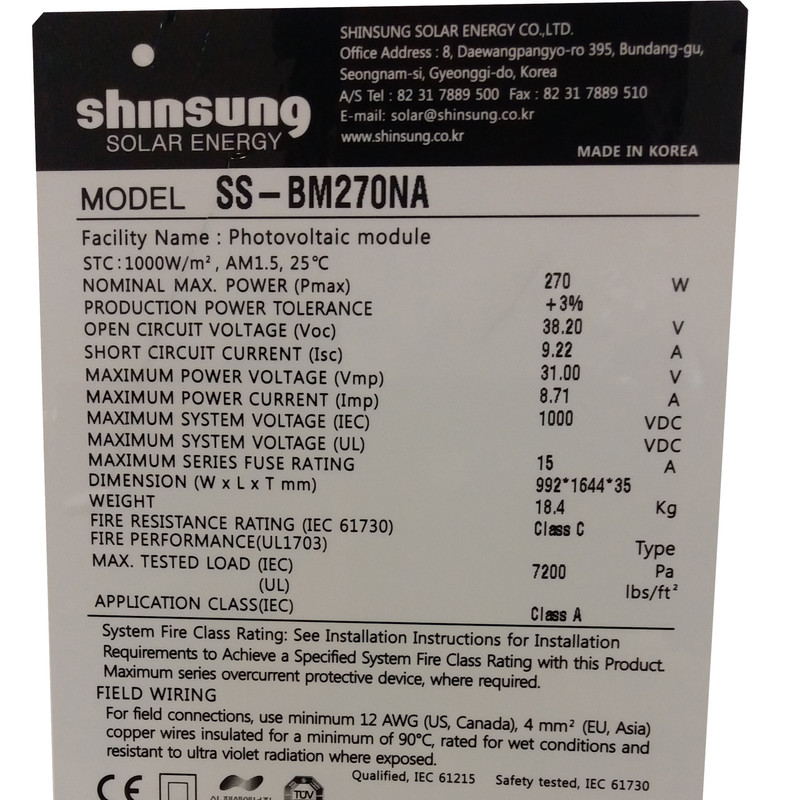 SHINSUNG SOLAR ENERGY CO.,LTD.
Office Address : 8, Daewangpangyo-ro 395, Bundang-gu,
Seongnam-si, Gyeonggi-do, Korea
A/S Tel : 82 31 7889 500 Fax : 82 31 7889 510
E-mail: solar@shinsung.co.kr
www.shinsung.co.kr
shinsung
SOLAR ENERGY
MADE IN KOREA
MODEL SS-BM270NA
Facility Name : Photovoltaic module
STC : 1000W/m², AM1.5, 25℃
NOMINAL MAX. POWER (Pmax) 270 W
PRODUCTION POWER TOLERANCE +3%
OPEN CIRCUIT VOLTAGE (Voc) 38.20 V
SHORT CIRCUIT CURRENT (Isc) 9.22 A
MAXIMUM POWER VOLTAGE (Vmp) 31.00 V
MAXIMUM POWER CURRENT (Imp) 8.71 A
MAXIMUM SYSTEM VOLTAGE (IEC) 1000 VDC
MAXIMUM SYSTEM VOLTAGE (UL) VDC
MAXIMUM SERIES FUSE RATING 15 A
DIMENSION (W x L x T mm) 992*1644*35
WEIGHT 18.4 Kg
FIRE RESISTANCE RATING (IEC 61730) Class C
FIRE PERFORMANCE(UL1703) Type
MAX. TESTED LOAD (IEC) 7200 Pa
(UL) lbs/ft²
APPLICATION CLASS(IEC) Class A
System Fire Class Rating: See Installation Instructions for Installation
Requirements to Achieve a Specified System Fire Class Rating with this Product.
Maximum series overcurrent protective device, where required.
FIELD WIRING
For field connections, use minimum 12 AWG (US, Canada), 4 mm² (EU, Asia)
copper wires insulated for a minimum of 90℃, rated for wet conditions and
resistant to ultra violet radiation where exposed.
Qualified, IEC 61215 Safety tested, IEC 61730
CE
TÜV